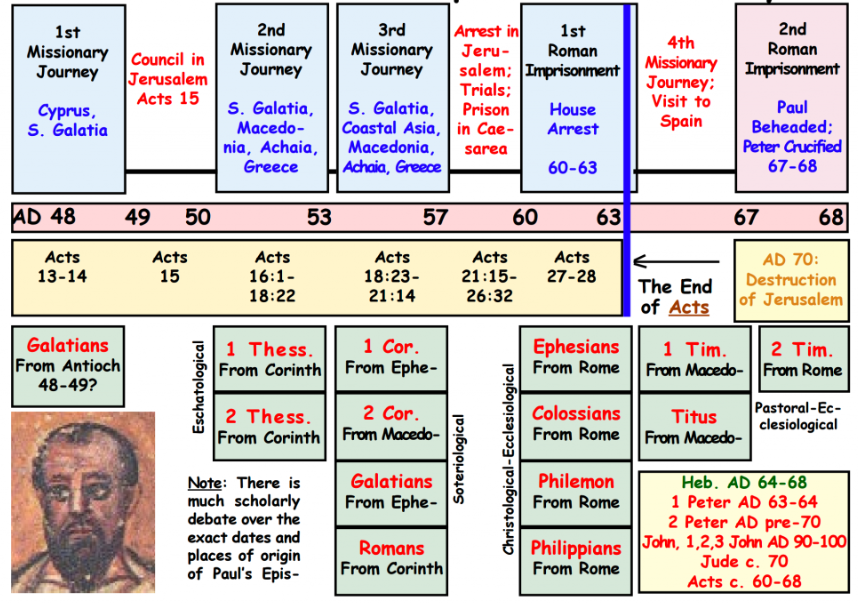 1st
Missionary
Journey
Cyprus,
S. Galatia
Council in
Jerusalem
Acts 15
2nd
Missionary
Journey
S. Galatia,
Macedo-
nia, Achaia,
Greece
3rd
Missionary
Journey
S. Galatia,
Coastal Asia,
Macedonia,
Achaia, Greece
Arrest in
Jeru-
salem;
Trials;
Prison
in Cae-
sarea
1st
Roman
Imprisonment
House
Arrest
60-63
4th
Missionary
Journey;
Visit to
Spain
2nd
Roman
Imprisonment
Paul
Beheaded;
Peter Crucified
67-68
AD 48 49 50 53 57 60 63 67 68
Acts
13-14
Acts
15
Acts
16:1-
18:22
Acts
18:23-
21:14
Acts
21:15-
26:32
Acts
27-28
The End
of Acts
AD 70:
Destruction
of Jerusalem
Galatians
From Antioch
48-49?
Eschatological
1 Thess.
From Corinth
2 Thess.
From Corinth
Note: There is
much scholarly
debate over the
exact dates and
places of origin
of Paul's Epis-
1 Cor.
From Ephe-
2 Cor.
From Macedo-
Galatians
From Ephe-
Romans
From Corinth
Soteriological
Christological-Ecclesiological
Ephesians
From Rome
Colossians
From Rome
Philemon
From Rome
Philippians
From Rome
1 Tim.
From Macedo-
Titus
From Macedo-
2 Tim.
From Rome
Pastoral-Ec-
clesiological
Heb. AD 64-68
1 Peter AD 63-64
2 Peter AD pre-70
John, 1,2,3 John AD 90-100
Jude c. 70
Acts c. 60-68